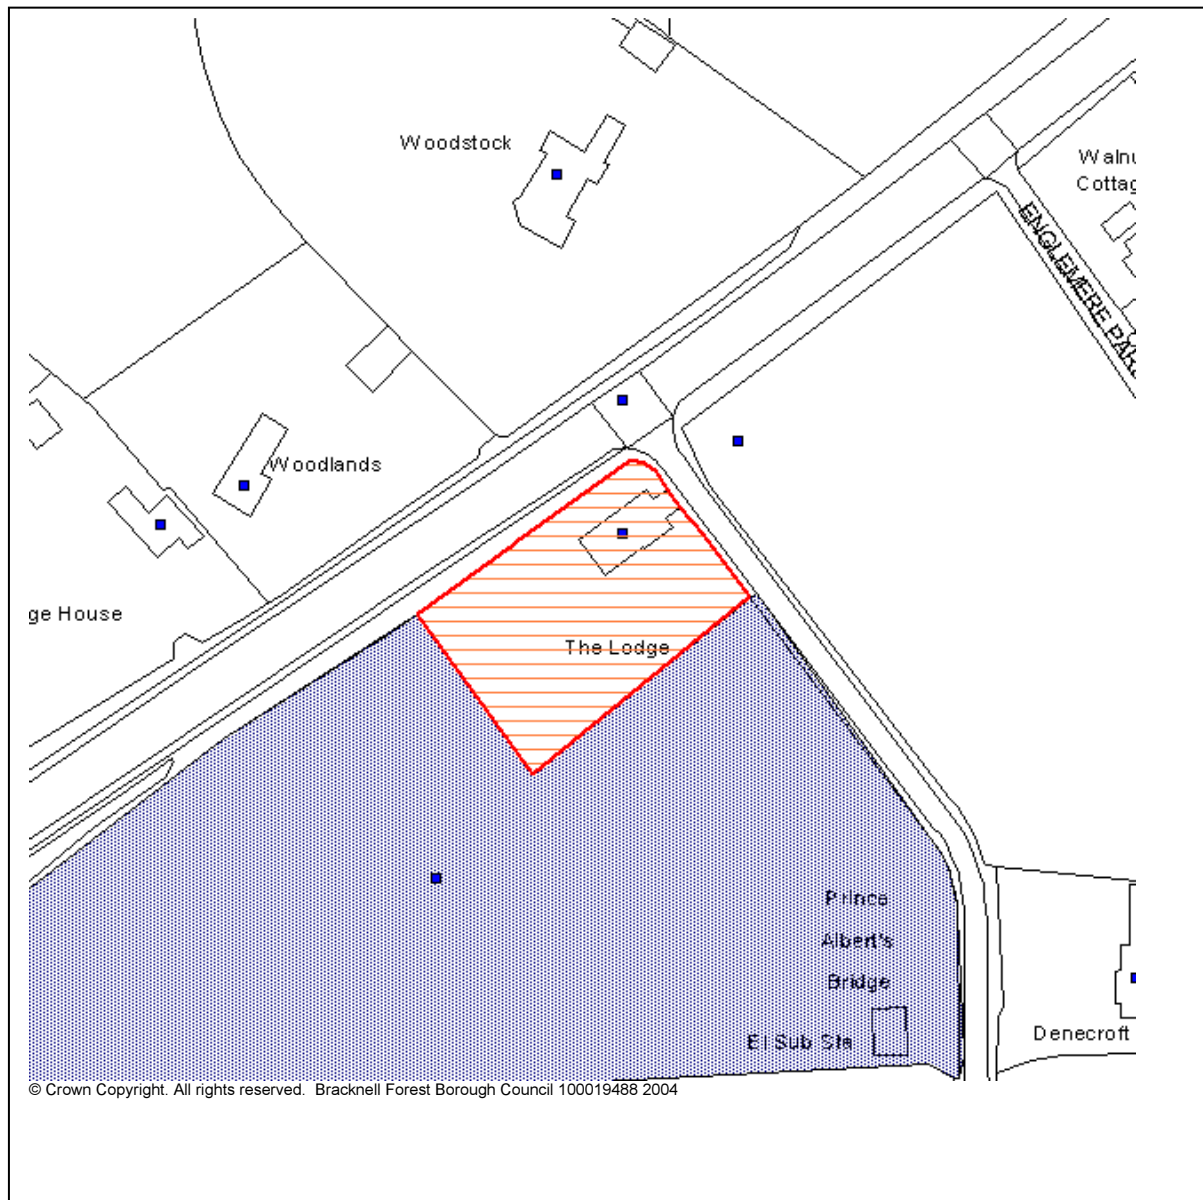 Woodstock
Walnu
Cottag
ENGLEMERE PAR
Woodlands
ge House
The Lodge
Prince
Albert's
Bridge
El Sub Sta
Denecroft
© Crown Copyright. All rights reserved. Bracknell Forest Borough Council 100019488 2004